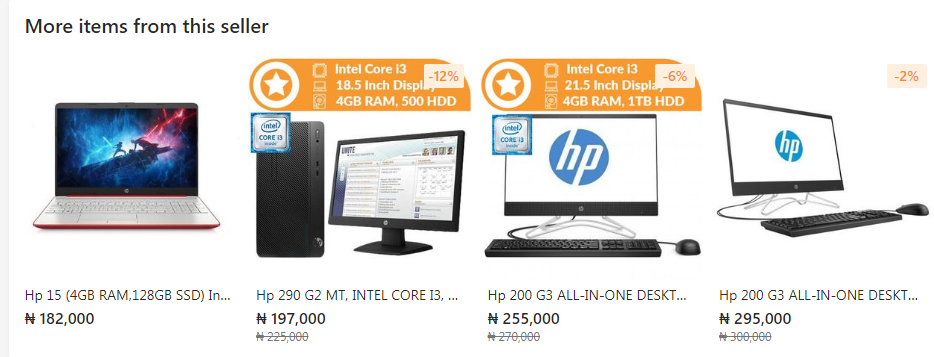 More items from this seller
Intel Core i3
18.5 Inch Display
4GB RAM, 500 HDD
-12%
intel
CORE i3
inside
UNITE
hp
Intel Core i3
21.5 Inch Display
4GB RAM, 1TB HDD
-6%
intel
CORE i3
inside
hp
-2%
hp
Hp 15 (4GB RAM,128GB SSD) In...
₦ 182,000
Hp 290 G2 MT, INTEL CORE I3, ...
₦ 197,000
₦ 225,000
Hp 200 G3 ALL-IN-ONE DESKT...
₦ 255,000
₦ 270,000
Hp 200 G3 ALL-IN-ONE DESKT...
₦ 295,000
₦ 300,000